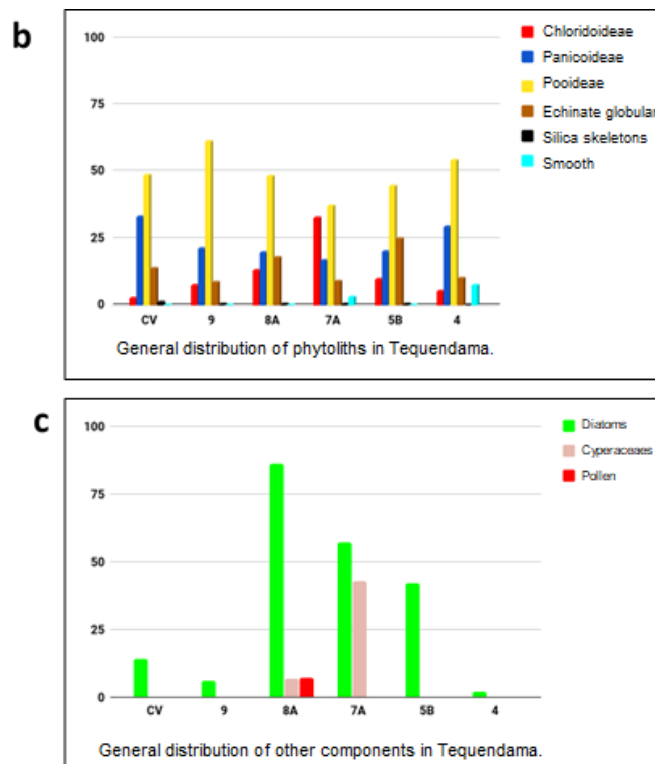 b
100
75
50
25
0
CV 9 8A 7A 5B 4
Chloridoideae
Panicoideae
Pooideae
Echinate globular
Silica skeletons
Smooth
General distribution of phytoliths in Tequendama.
c
100
75
50
25
0
CV 9 8A 7A 5B 4
Diatoms
Cyperaceaes
Pollen
General distribution of other components in Tequendama.